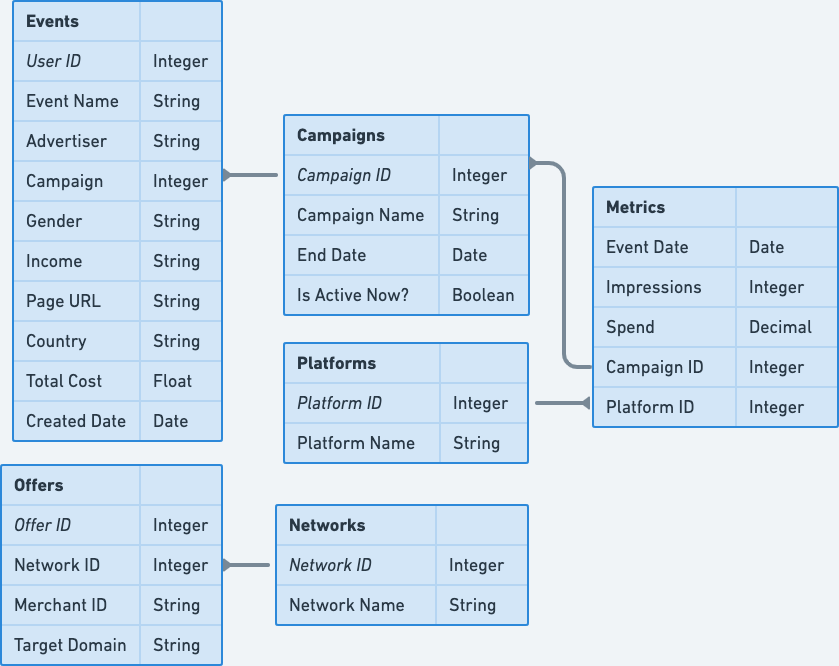 Events
User ID Integer
Event Name String
Advertiser String
Campaign Integer
Gender String
Income String
Page URL String
Country String
Total Cost Float
Created Date Date
Campaigns
Campaign ID Integer
Campaign Name String
End Date Date
Is Active Now? Boolean
Metrics
Event Date Date
Impressions Integer
Spend Decimal
Campaign ID Integer
Platform ID Integer
Platforms
Platform ID Integer
Platform Name String
Offers
Offer ID Integer
Network ID Integer
Merchant ID String
Target Domain String
Networks
Network ID Integer
Network Name String